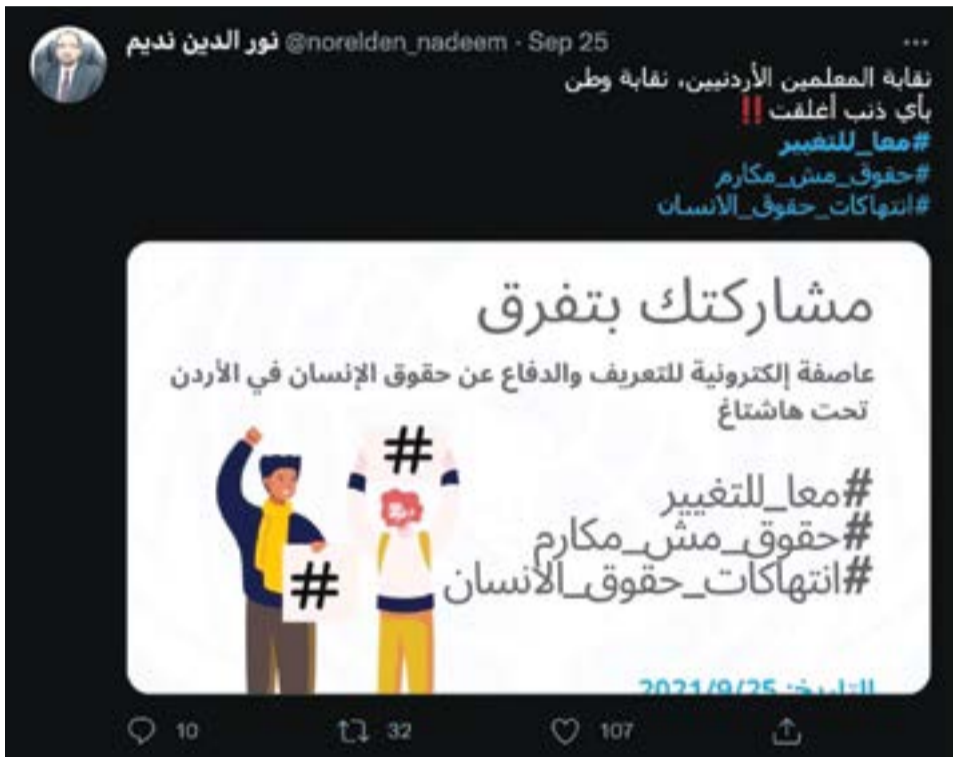 نور الدين نديم @norelden_nadeem · Sep 25
نقابة المعلمين الأردنيين، نقابة وطن
بأي ذنب أغلقت‼️
#معا_للتغيير
#حقوق_مش_مكارم
#انتهاكات_حقوق_الانسان
مشاركتك بتفرق
عاصفة إلكترونية للتعريف والدفاع عن حقوق الإنسان في الأردن
تحت هاشتاغ
#معا_للتغيير
#حقوق_مش_مكارم
#انتهاكات_حقوق_الانسان
#
#
التاريخ: 2021/9/25
10 32 107